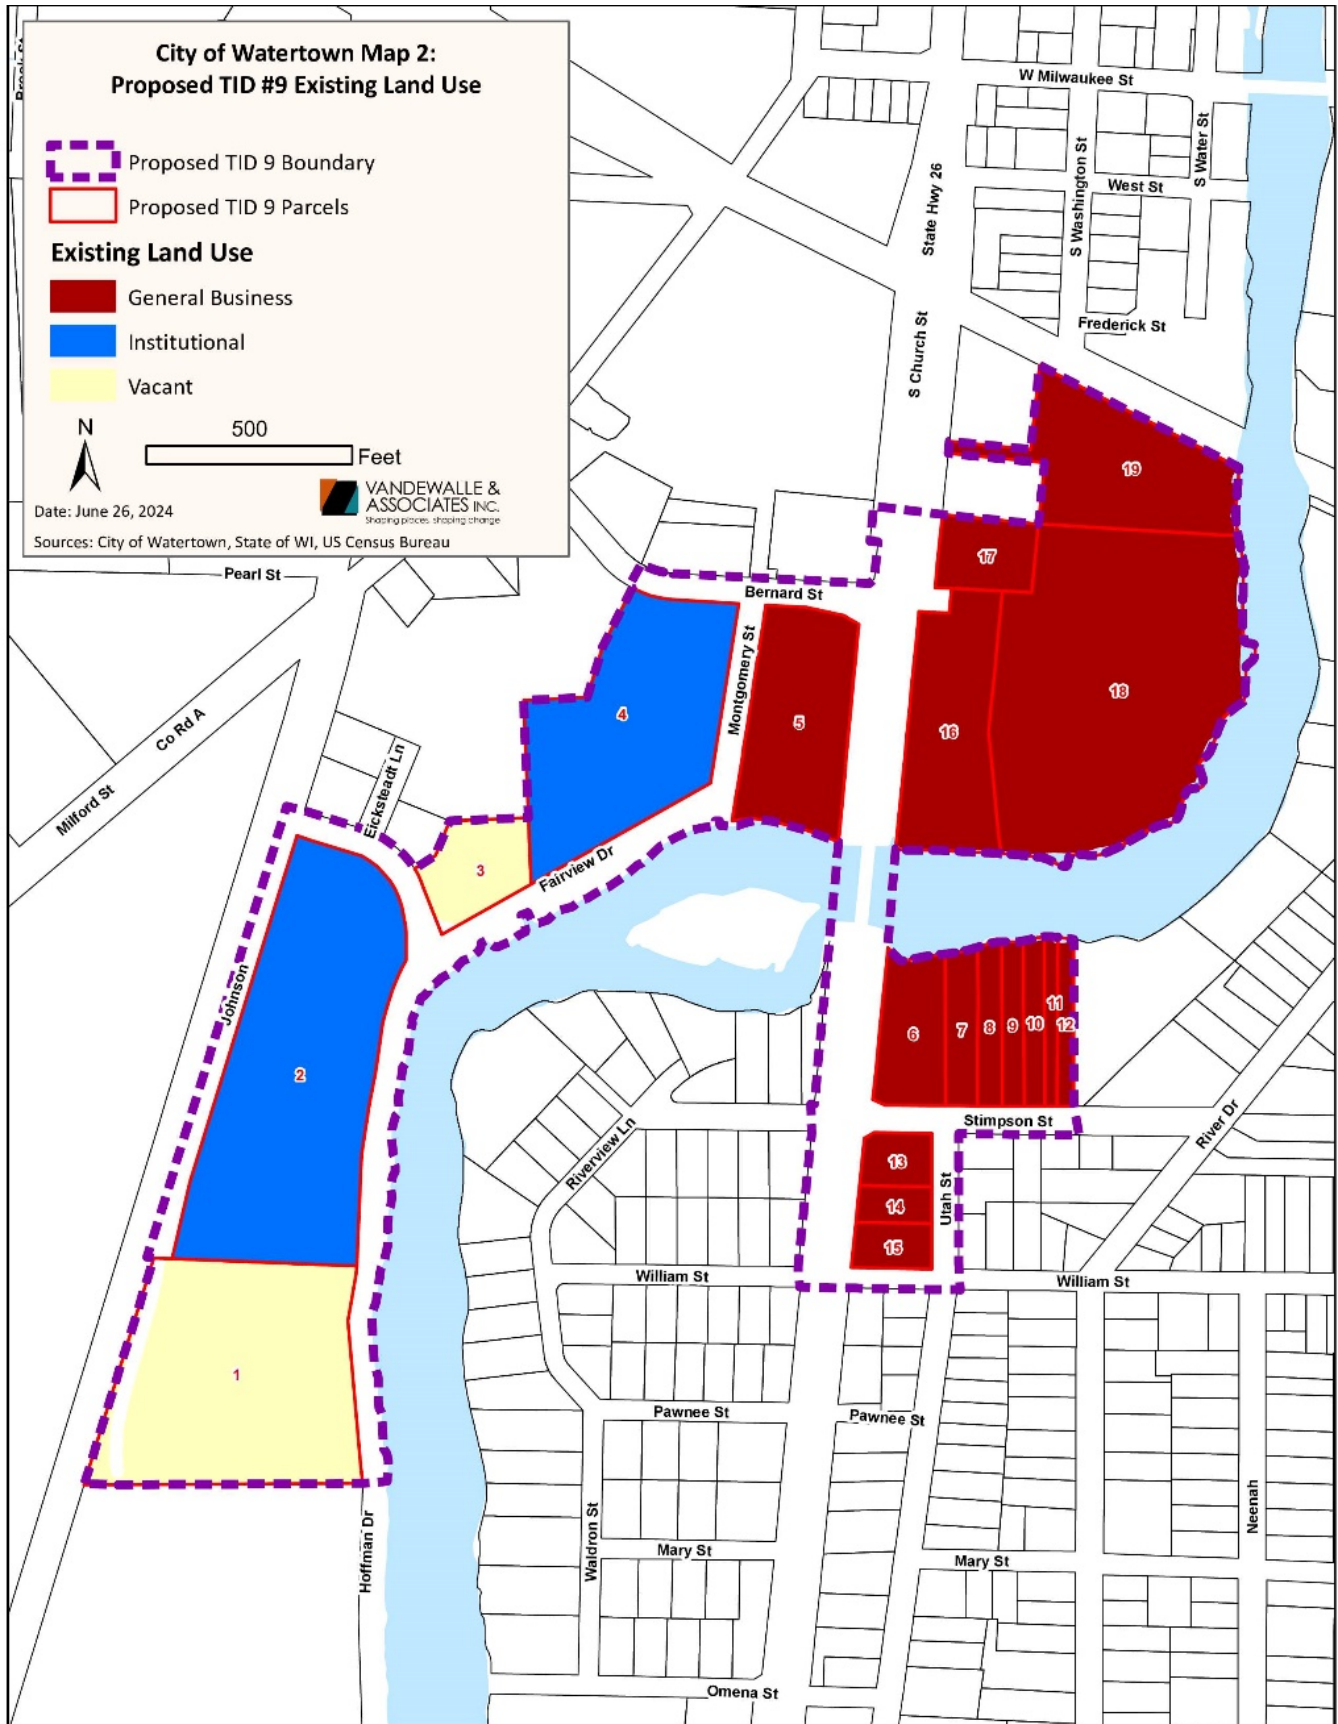 City of Watertown Map 2:
Proposed TID #9 Existing Land Use
Proposed TID 9 Boundary
Proposed TID 9 Parcels
Existing Land Use
General Business
Institutional
Vacant
N
500
Feet
Date: June 26, 2024
VANDEWALLE &
ASSOCIATES INC.
Shaping places, shaping change
Sources: City of Watertown, State of WI, US Census Bureau
W Milwaukee St
S Water St
S Washington St
West St
State Hwy 26
Frederick St
S Church St
19
17
Pearl St
Bernard St
Montgomery St
18
4
5
16
Co Rd A
Eicksteadt Ln
Milford St
3
Fairview Dr
Johnson
11
6
7
8
9
10
12
2
Stimpson St
River Dr
Riverview Ln
13
Utah St
14
15
William St
William St
1
Pawnee St
Pawnee St
Neenah
Hoffman Dr
Waldron St
Mary St
Mary St
Omena St